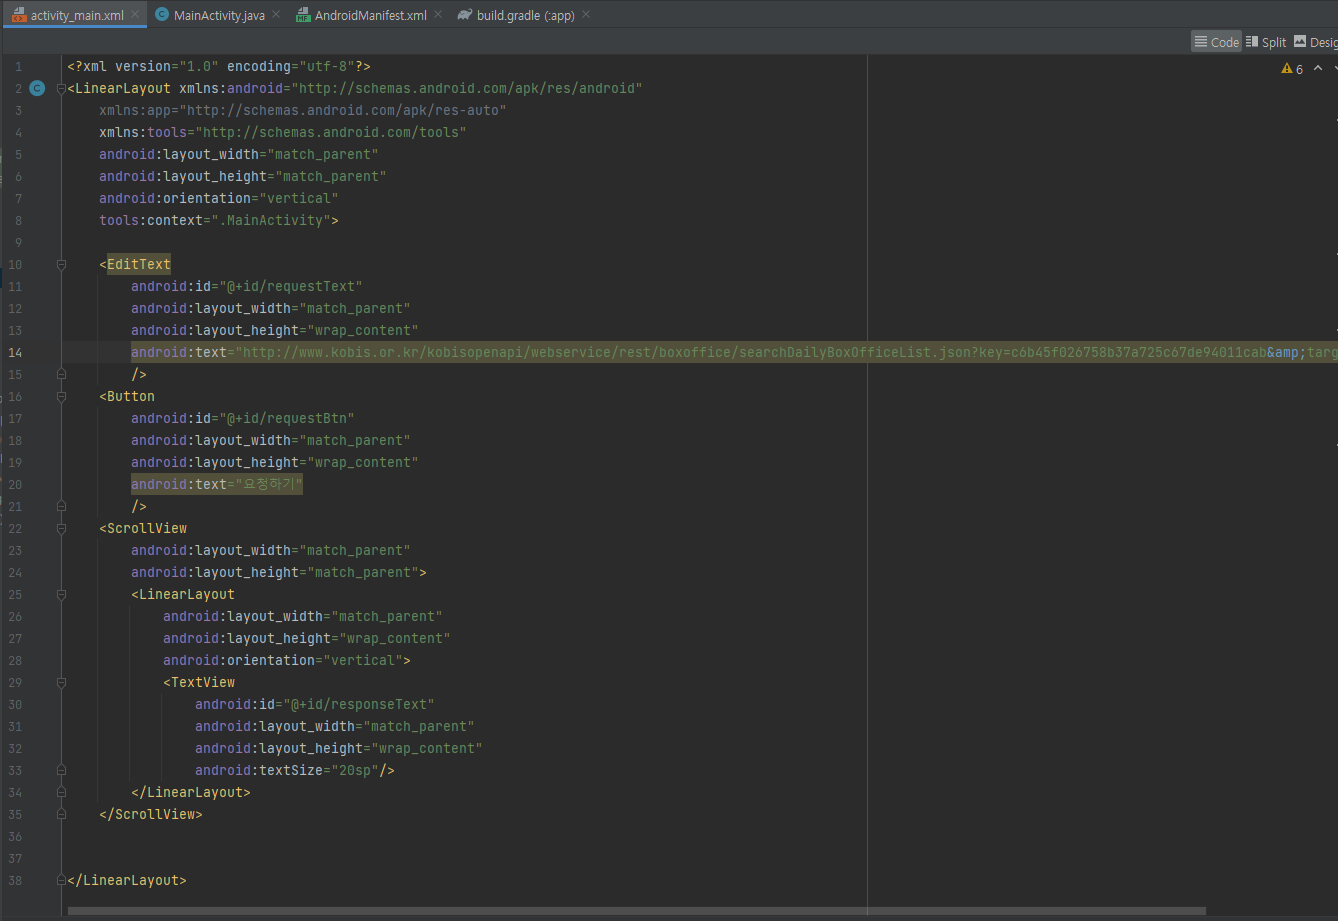 activity_main.xml MainActivity.java AndroidManifest.xml build.gradle (:app)
Code Split
6
1 <?xml version="1.0" encoding="utf-8"?>
2 <LinearLayout xmlns:android="http://schemas.android.com/apk/res/android"
3 xmlns:app="http://schemas.android.com/apk/res-auto"
4 xmlns:tools="http://schemas.android.com/tools"
5 android:layout_width="match_parent"
6 android:layout_height="match_parent"
7 android:orientation="vertical"
8 tools:context=".MainActivity">
9
10 <EditText
11 android:id="@+id/requestText"
12 android:layout_width="match_parent"
13 android:layout_height="wrap_content"
14 android:text="http://www.kobis.or.kr/kobisopenapi/webservice/rest/boxoffice/searchDailyBoxOfficeList.json?key=c6b45f026758b37a725c67de94011cab&amp;targ
15 />
16 <Button
17 android:id="@+id/requestBtn"
18 android:layout_width="match_parent"
19 android:layout_height="wrap_content"
20 android:text="요청하기"
21 />
22 <ScrollView
23 android:layout_width="match_parent"
24 android:layout_height="match_parent">
25 <LinearLayout
26 android:layout_width="match_parent"
27 android:layout_height="wrap_content"
28 android:orientation="vertical">
29 <TextView
30 android:id="@+id/responseText"
31 android:layout_width="match_parent"
32 android:layout_height="wrap_content"
33 android:textSize="20sp"/>
34 </LinearLayout>
35 </ScrollView>
36
37
38 </LinearLayout>